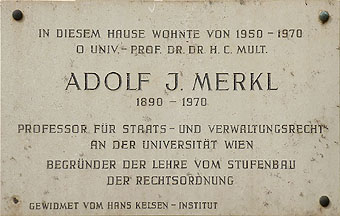 IN DIESEM HAUSE WOHNTE VON 1950 - 1970
O UNIV.- PROF. DR. DR. H. C. MULT.
ADOLF J. MERKL
1890 - 1970
PROFESSOR FÜR STAATS - UND VERWALTUNGSRECHT
AN DER UNIVERSITÄT WIEN
BEGRÜNDER DER LEHRE VOM STUFENBAU
DER RECHTSORDNUNG
GEWIDMET VOM HANS KELSEN - INSTITUT